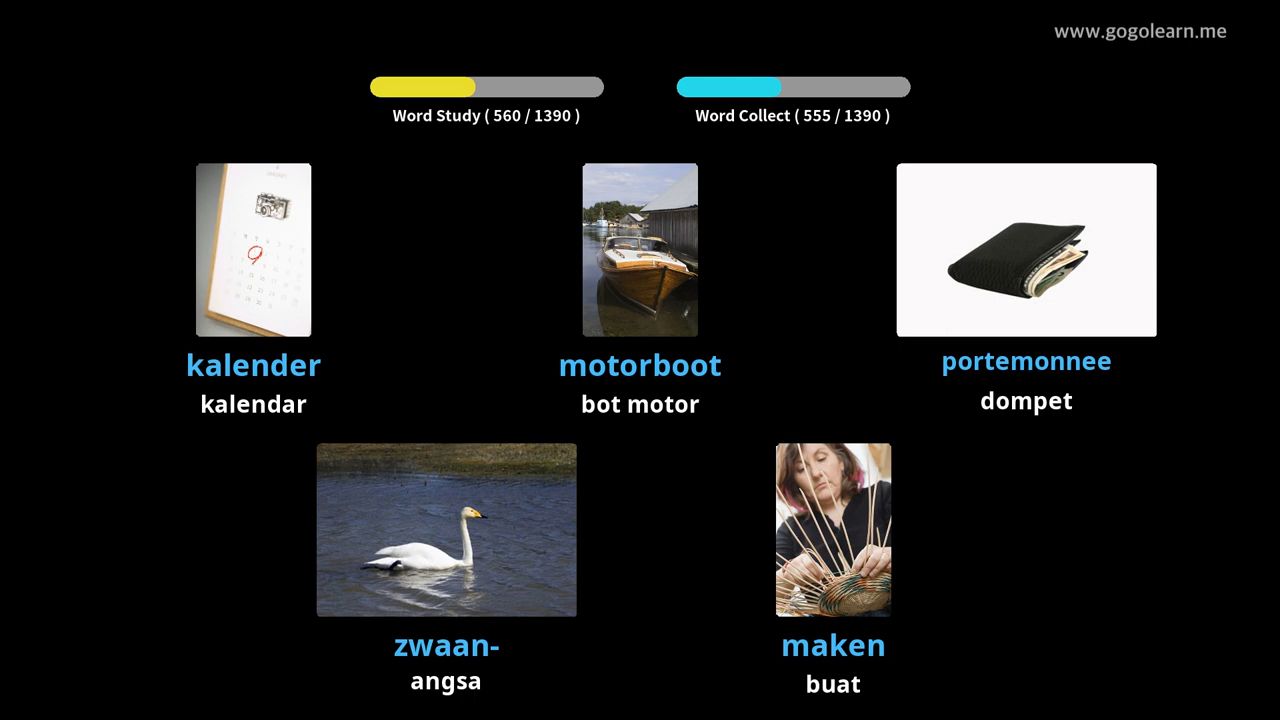 www.gogolearn.me
Word Study ( 560 / 1390 )
Word Collect ( 555 / 1390 )
kalender
kalendar
motorboot
bot motor
portemonnee
dompet
zwaan-
angsa
maken
buat